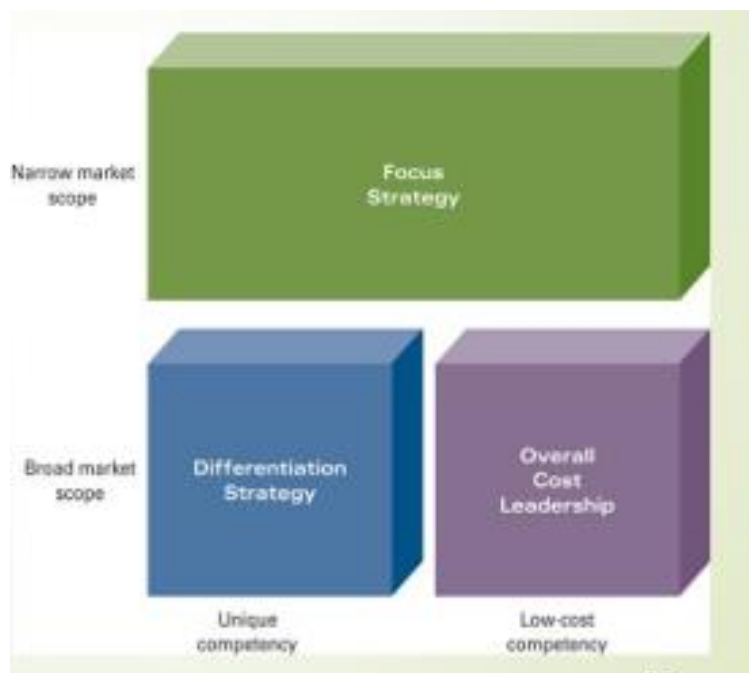 Narrow market
scope
Focus
Strategy
Broad market
scope
Differentiation
Strategy
Overall
Cost
Leadership
Unique
competency
Low-cost
competency